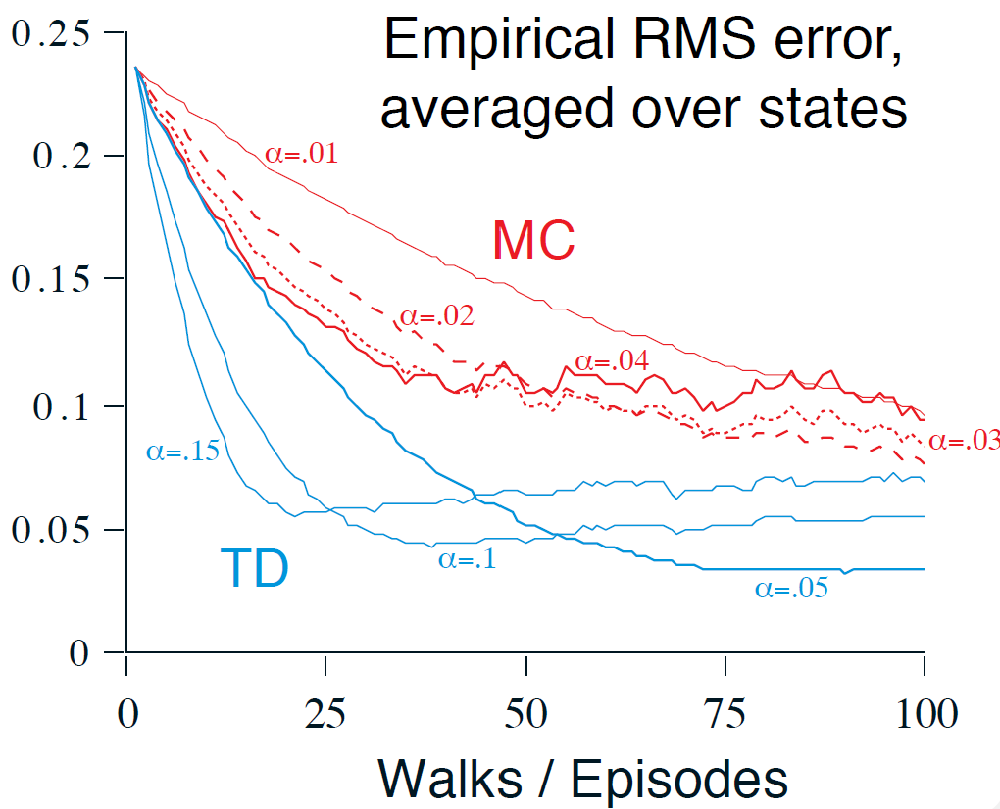 Empirical RMS error,
averaged over states
0.25
0.2
0.15
0.1
0.05
0
α=.01
MC
α=.02
α=.04
α=.03
α=.15
TD
α=.1
α=.05
0 25 50 75 100
Walks / Episodes